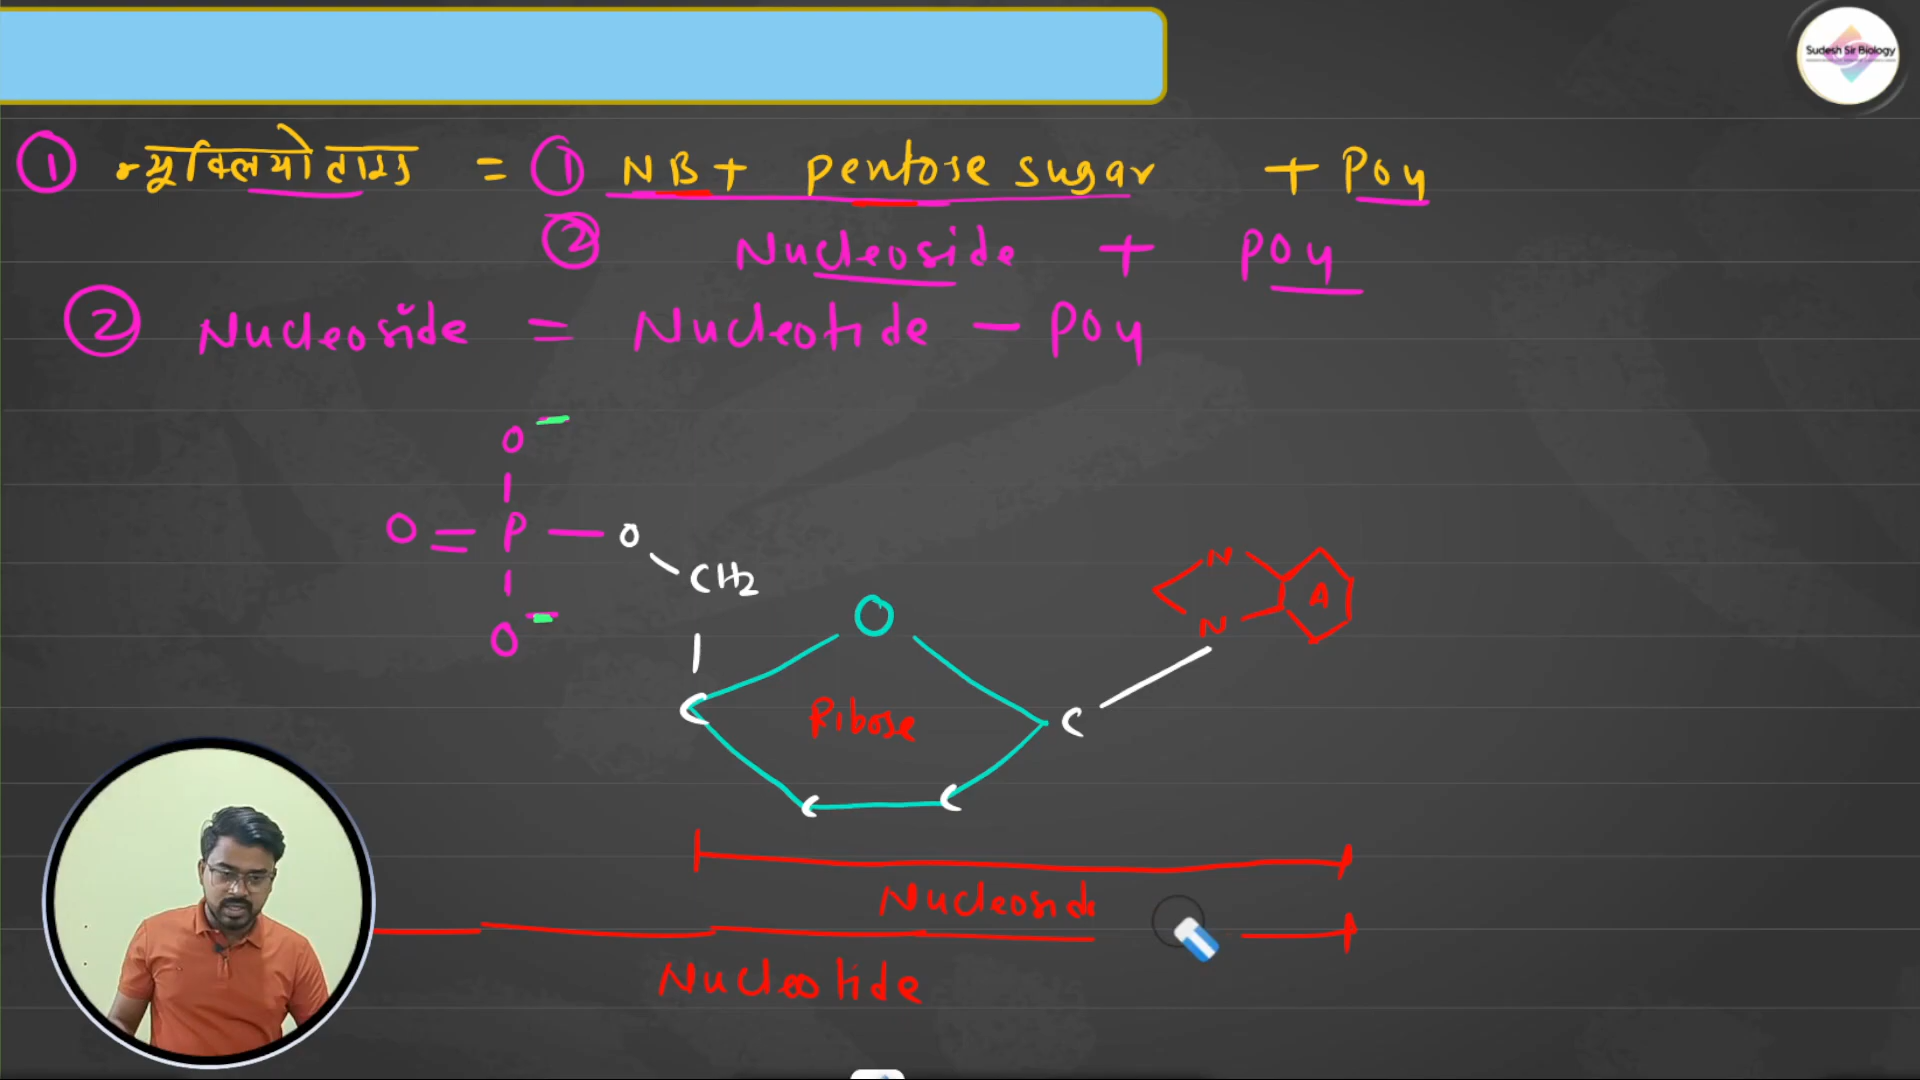 Sudesh Sir Biology
① न्यूक्लियोटाइड = ① NB + pentose sugar + PO4
② Nucleoside + PO4
② Nucleoside = Nucleotide - PO4
O-
O = P - O
CH2
O-
O
N
N
A
C
Ribose
C
C
C
Nucleoside
Nucleotide